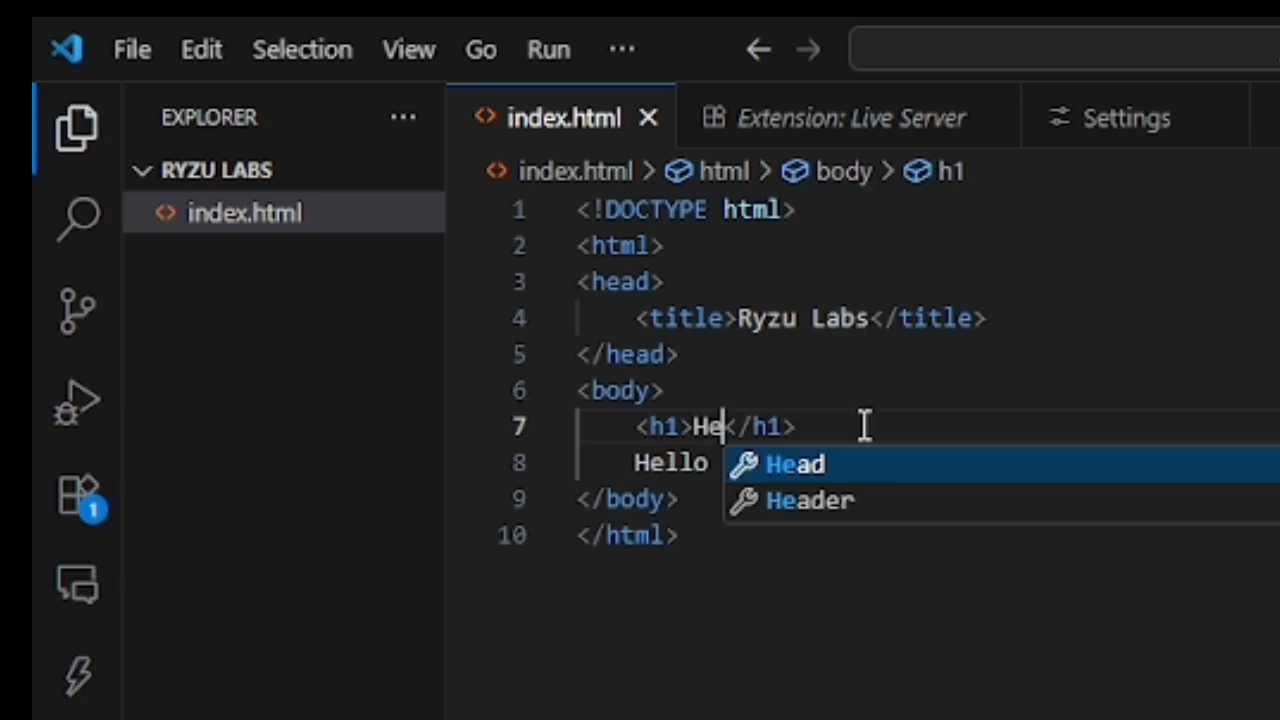 File Edit Selection View Go Run ...
EXPLORER ...
RYZU LABS
index.html
1
index.html Extension: Live Server Settings
index.html > html > body > h1
1 <!DOCTYPE html>
2 <html>
3 <head>
4 <title>Ryzu Labs</title>
5 </head>
6 <body>
7 <h1>He</h1>
8 Hello
Head
Header
9 </body>
10 </html>